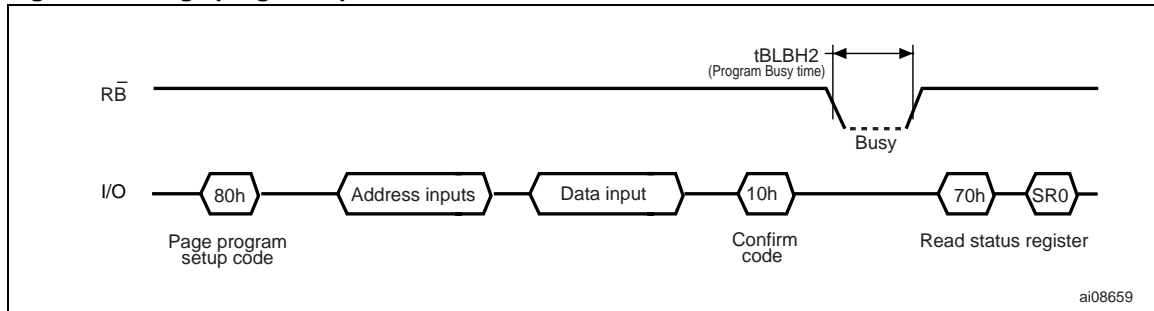 tBLBH2
(Program Busy time)
RB̅
Busy
I/O
80h
Address inputs
Data input
10h
70h
SR0
Page program
setup code
Confirm
code
Read status register
ai08659